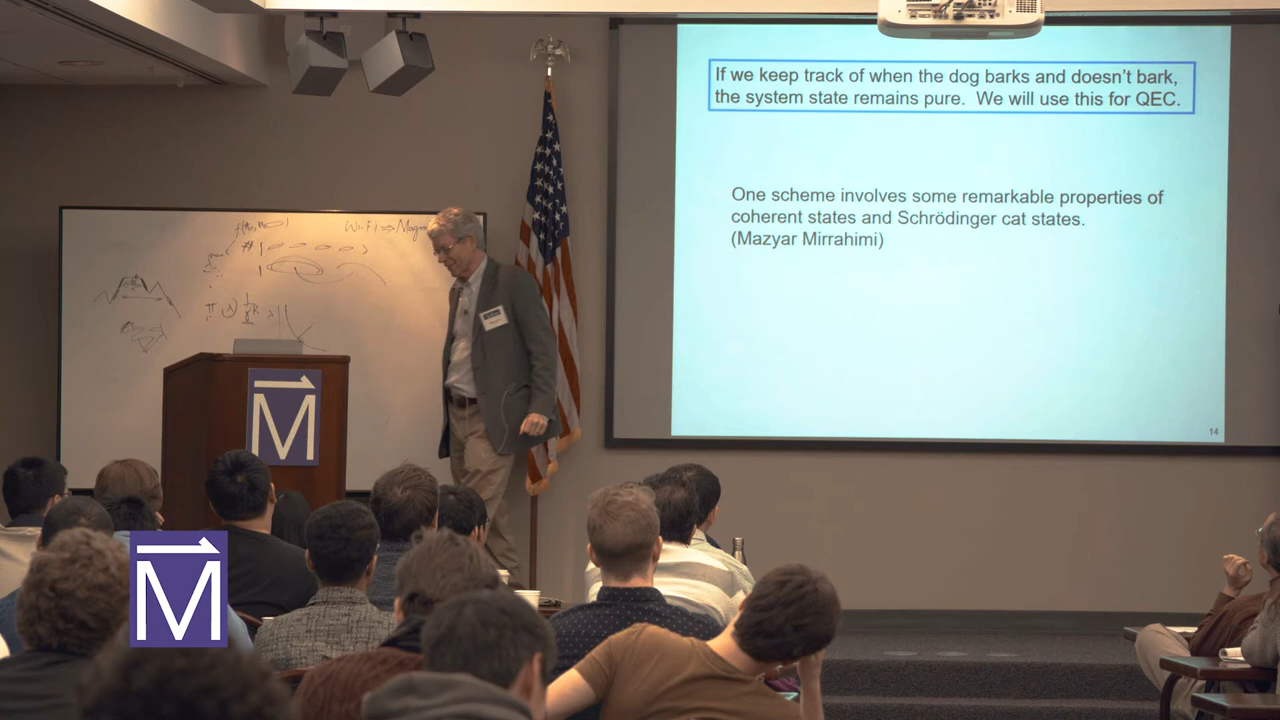 If we keep track of when the dog barks and doesn't bark,
the system state remains pure.  We will use this for QEC.
One scheme involves some remarkable properties of
coherent states and Schrödinger cat states.
(Mazyar Mirrahimi)
14
M
M